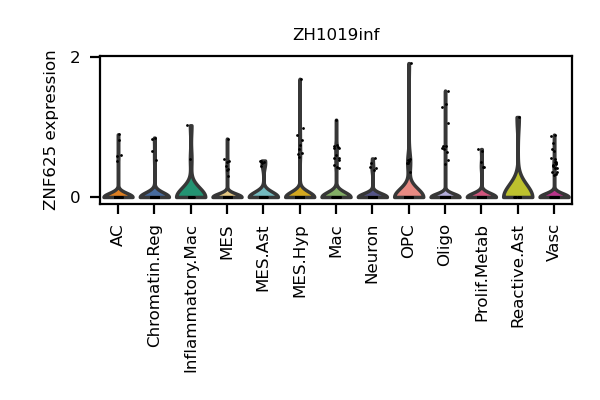 ZH1019inf
ZNF625 expression
2
0
AC
Chromatin.Reg
Inflammatory.Mac
MES
MES.Ast
MES.Hyp
Mac
Neuron
OPC
Oligo
Prolif.Metab
Reactive.Ast
Vasc